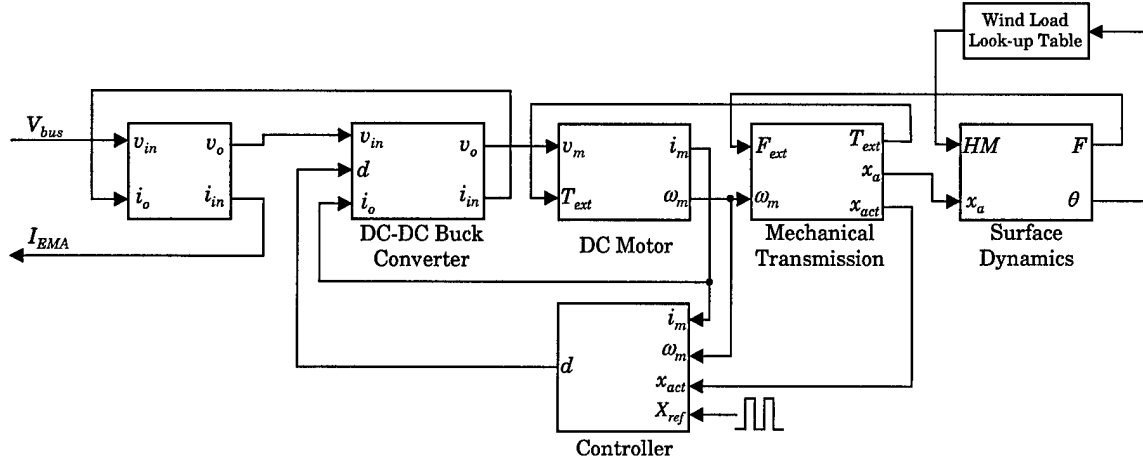 Wind Load
Look-up Table
V_bus
v_in
v_o
i_o
i_in
I_EMA
v_in
d
i_o
v_o
i_in
DC-DC Buck
Converter
v_m
T_ext
i_m
ω_m
DC Motor
F_ext
ω_m
T_ext
x_a
x_act
Mechanical
Transmission
HM
x_a
F
θ
Surface
Dynamics
d
i_m
ω_m
x_act
X_ref
Controller